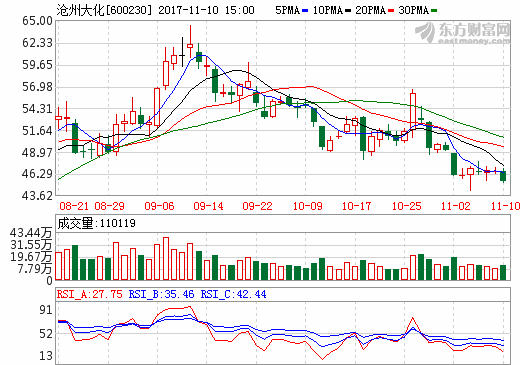 沧州大化[600230] 2017-11-10 15:00 5PMA 10PMA 20PMA 30PMA
东方财富网
eastmoney.com
65.00
62.33
59.65
56.98
54.31
51.64
48.97
46.29
43.62
08-21 08-29 09-06 09-14 09-22 10-09 10-17 10-25 11-02 11-10
成交量:110119
43.44万
31.55万
19.67万
7.79万
0
RSI_A:27.75 RSI_B:35.46 RSI_C:42.44
91
52
13